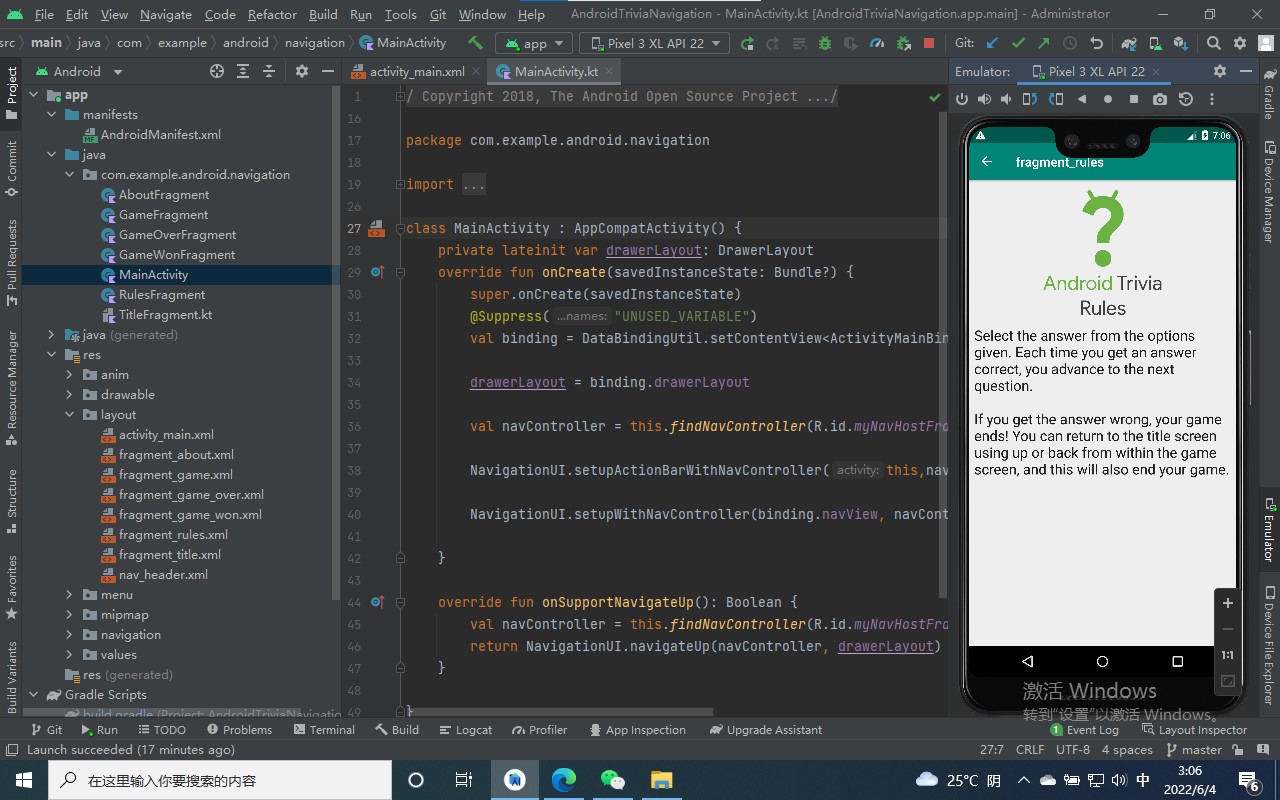 File Edit View Navigate Code Refactor Build Run Tools Git Window Help AndroidTriviaNavigation - MainActivity.kt [AndroidTriviaNavigation.app.main] - Administrator
src main java com example android navigation MainActivity app Pixel 3 XL API 22 Git:
Android activity_main.xml MainActivity.kt Emulator: Pixel 3 XL API 22
Project
Commit
Pull Requests
Resource Manager
Structure
Favorites
Build Variants
app
manifests
AndroidManifest.xml
java
com.example.android.navigation
AboutFragment
GameFragment
GameOverFragment
GameWonFragment
MainActivity
RulesFragment
TitleFragment.kt
java (generated)
res
anim
drawable
layout
activity_main.xml
fragment_about.xml
fragment_game.xml
fragment_game_over.xml
fragment_game_won.xml
fragment_rules.xml
fragment_title.xml
nav_header.xml
menu
mipmap
navigation
values
res (generated)
Gradle Scripts
build.gradle (Project: AndroidTriviaNavigatio
1 / Copyright 2018, The Android Open Source Project .../
16
17 package com.example.android.navigation
18
19 import ...
26
27 class MainActivity : AppCompatActivity() {
28 private lateinit var drawerLayout: DrawerLayout
29 override fun onCreate(savedInstanceState: Bundle?) {
30 super.onCreate(savedInstanceState)
31 @Suppress( ...names: "UNUSED_VARIABLE")
32 val binding = DataBindingUtil.setContentView<ActivityMainBin
33
34 drawerLayout = binding.drawerLayout
35
36 val navController = this.findNavController(R.id.myNavHostFra
37
38 NavigationUI.setupActionBarWithNavController( activity: this,nav
39
40 NavigationUI.setupWithNavController(binding.navView, navCont
41
42 }
43
44 override fun onSupportNavigateUp(): Boolean {
45 val navController = this.findNavController(R.id.myNavHostFra
46 return NavigationUI.navigateUp(navController, drawerLayout)
47 }
48
49 }
7:06
fragment_rules
Android Trivia
Rules
Select the answer from the options
given. Each time you get an answer
correct, you advance to the next
question.
If you get the answer wrong, your game
ends! You can return to the title screen
using up or back from within the game
screen, and this will also end your game.
1:1
激活 Windows
转到“设置”以激活 Windows。
Gradle
Device Manager
Emulator
Device File Explorer
Git Run TODO Problems Terminal Build Logcat Profiler App Inspection Upgrade Assistant 1 Event Log Layout Inspector
Launch succeeded (17 minutes ago) 27:7 CRLF UTF-8 4 spaces master
在这里输入你要搜索的内容 25°C 阴 中 3:06
2022/6/4 6